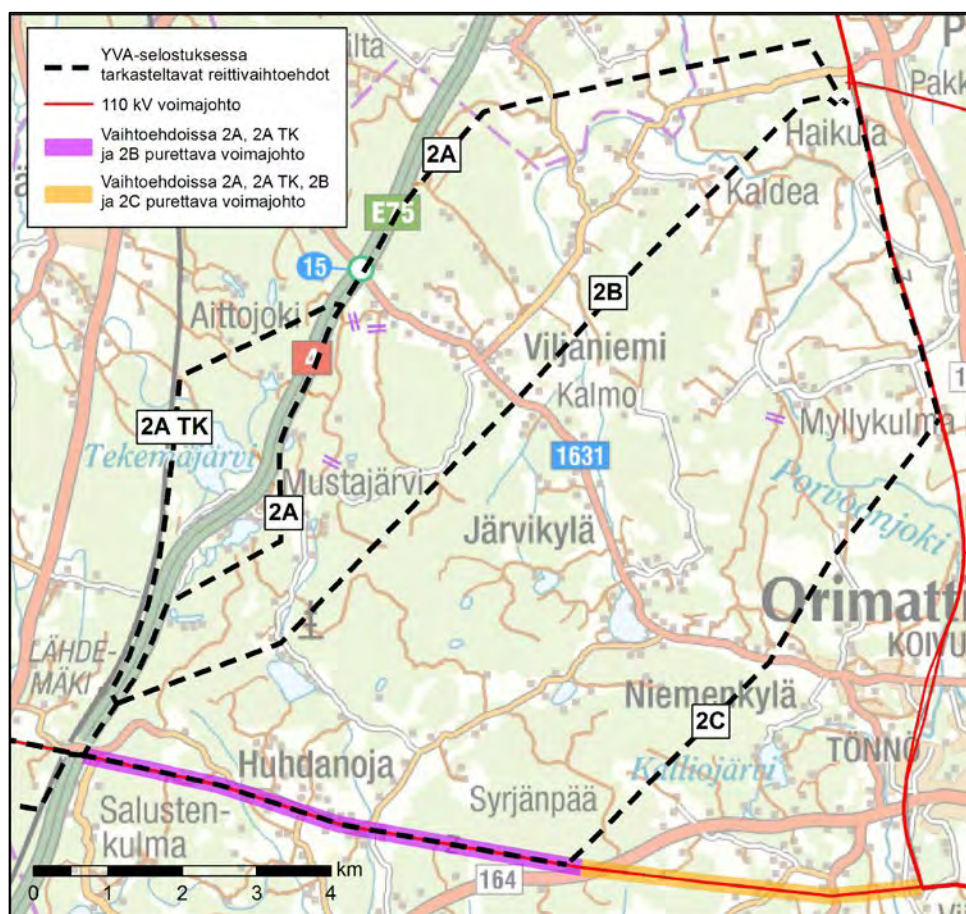 YVA-selostuksessa
tarkasteltavat reittivaihtoehdot
110 kV voimajohto
Vaihtoehdoissa 2A, 2A TK
ja 2B purettava voimajohto
Vaihtoehdoissa 2A, 2A TK, 2B
ja 2C purettava voimajohto
Pakk
Haikula
2A
Kaldea
E75
15
2B
Aittojoki
4
Viljaniemi
Kalmo
2A TK
Myllykulma
Tekemäjärvi
1631
Mustajärvi
Porvoonjoki
2A
Järvikylä
Orimatt
KOIVU
LÄHDE-
MÄKI
Niemenkylä
2C
TÖNNÖ
Huhdanoja
Kalliojärvi
Syrjänpää
Salusten-
kulma
km
164
0 1 2 3 4